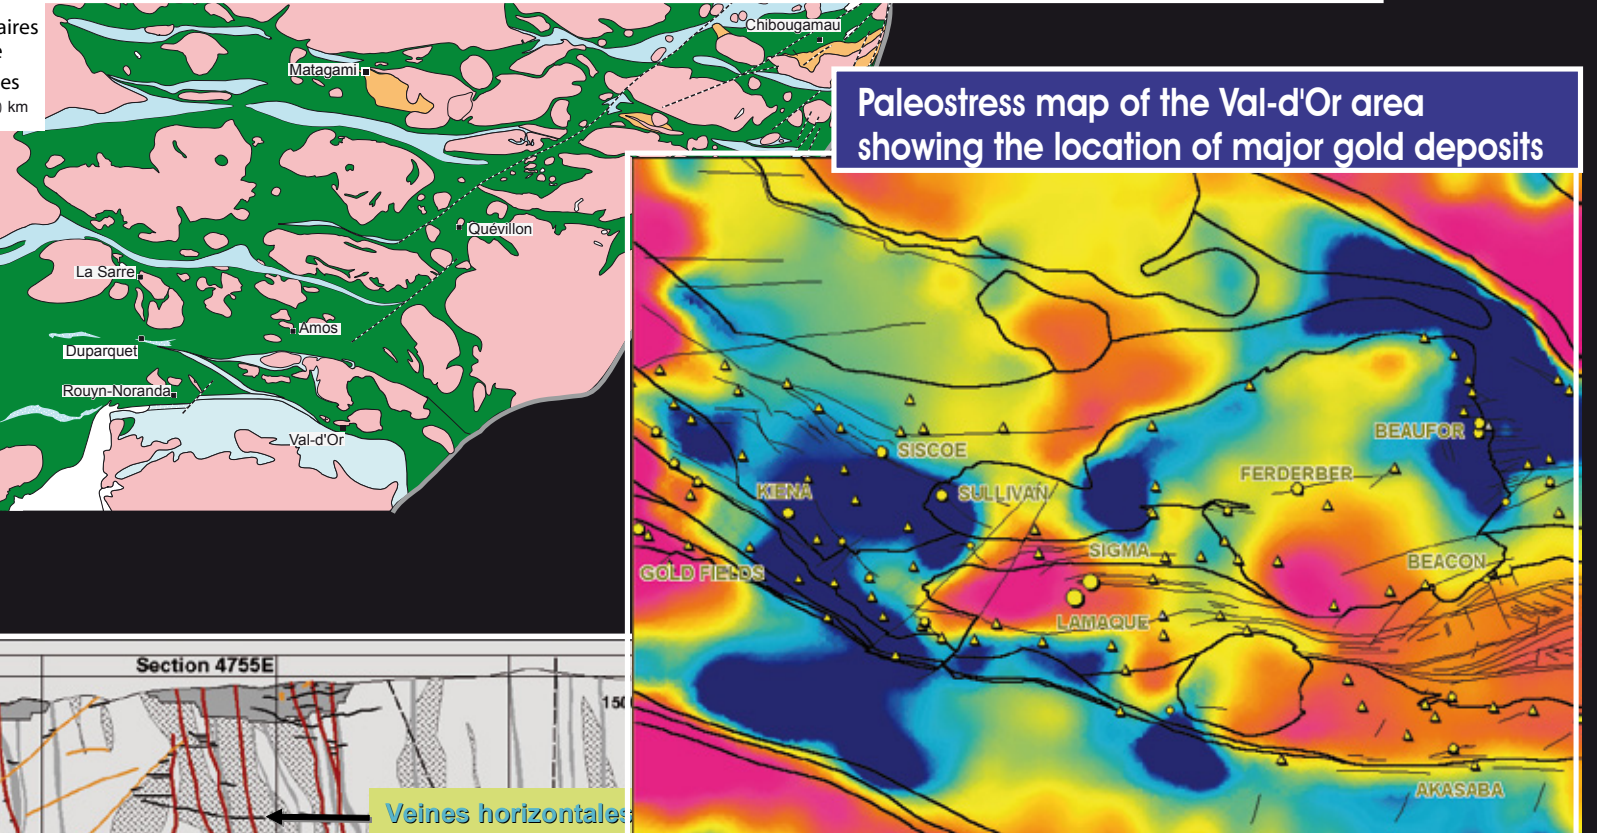 aires
e
es
km
Chibougamau
Matagami
Paleostress map of the Val-d'Or area
showing the location of major gold deposits
Quévillon
La Sarre
Amos
Duparquet
Rouyn-Noranda
Val-d'Or
BEAUFOR
SISCOE
FERDERBER
KIENA
SULLIVAN
SIGMA
BEACON
GOLD FIELDS
LAMAQUE
AKASABA
Section 4755E
150
Veines horizontales